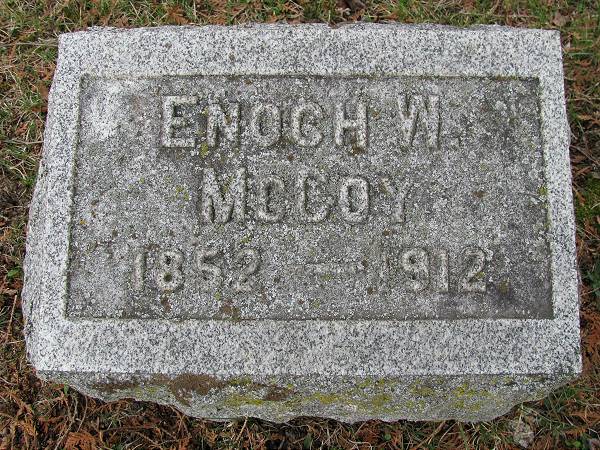 ENOCH W.
McCOY
1852 — 1912